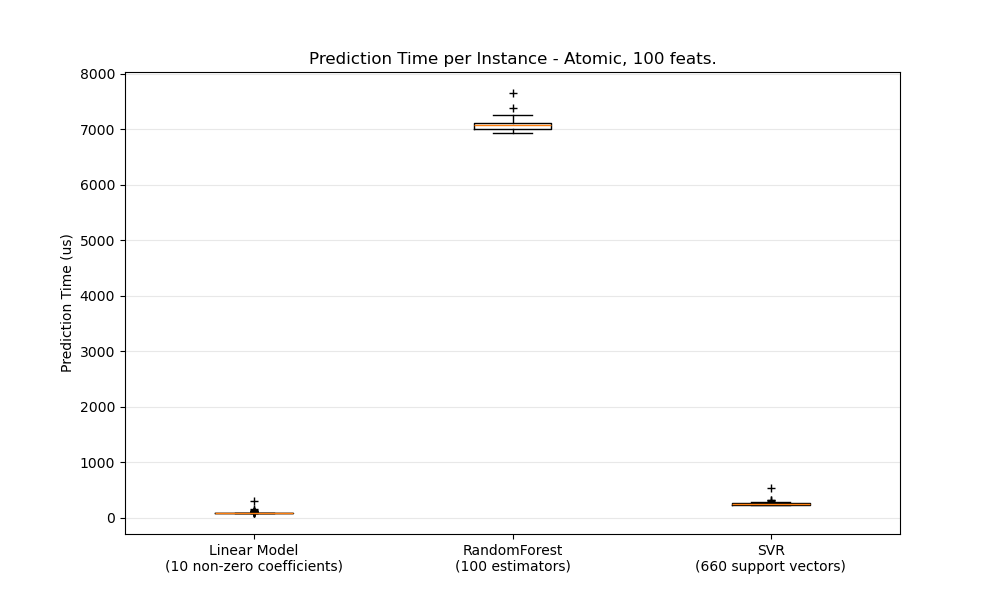 Prediction Time per Instance - Atomic, 100 feats.
Prediction Time (us)
8000
7000
6000
5000
4000
3000
2000
1000
0
Linear Model
(10 non-zero coefficients)
RandomForest
(100 estimators)
SVR
(660 support vectors)